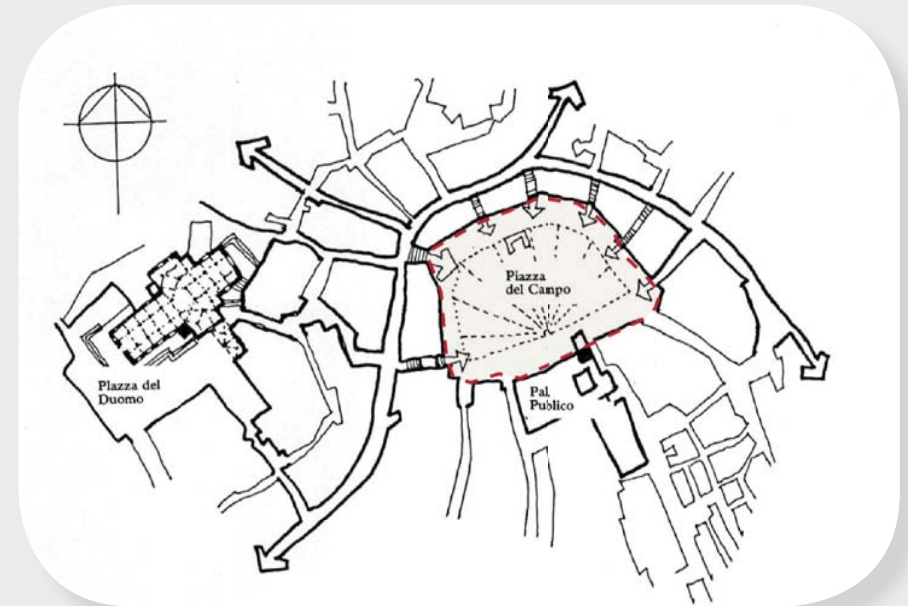 Piazza
del Campo
Plazza del
Duomo
Pal.
Publico